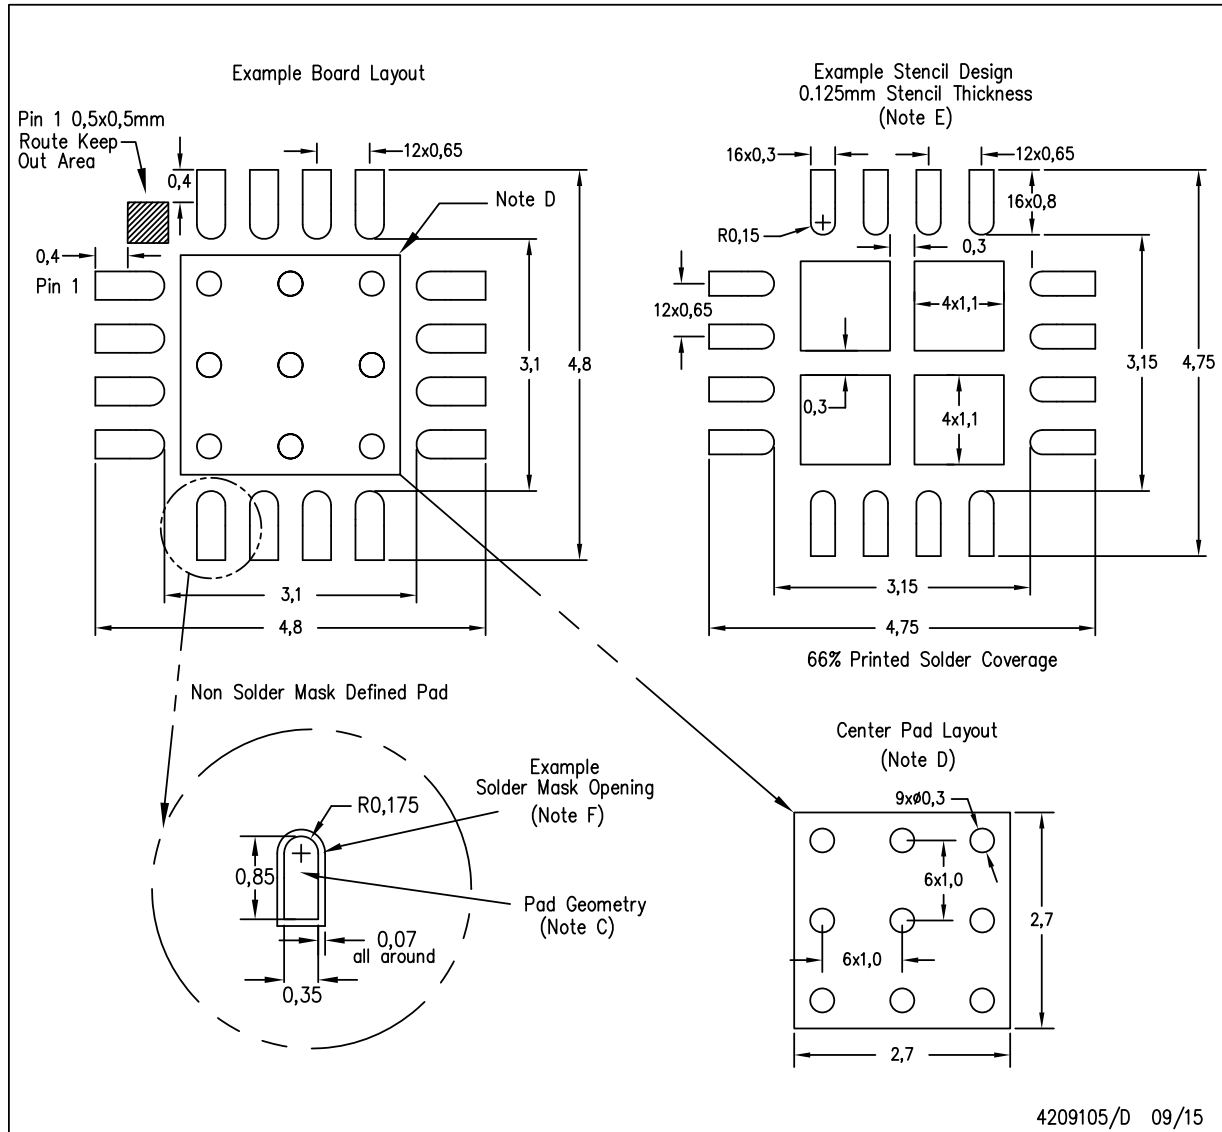 Example Board Layout
Pin 1 0,5x0,5mm
Route Keep
Out Area
0,4
12x0,65
Note D
0,4
Pin 1
3,1
4,8
3,1
4,8
Example Stencil Design
0.125mm Stencil Thickness
(Note E)
16x0,3
12x0,65
16x0,8
R0,15
0,3
12x0,65
4x1,1
3,15
4,75
0,3
4x1,1
3,15
4,75
66% Printed Solder Coverage
Non Solder Mask Defined Pad
Example
Solder Mask Opening
(Note F)
R0,175
0,85
Pad Geometry
(Note C)
0,07
all around
0,35
Center Pad Layout
(Note D)
9xø0,3
6x1,0
2,7
6x1,0
2,7
4209105/D 09/15